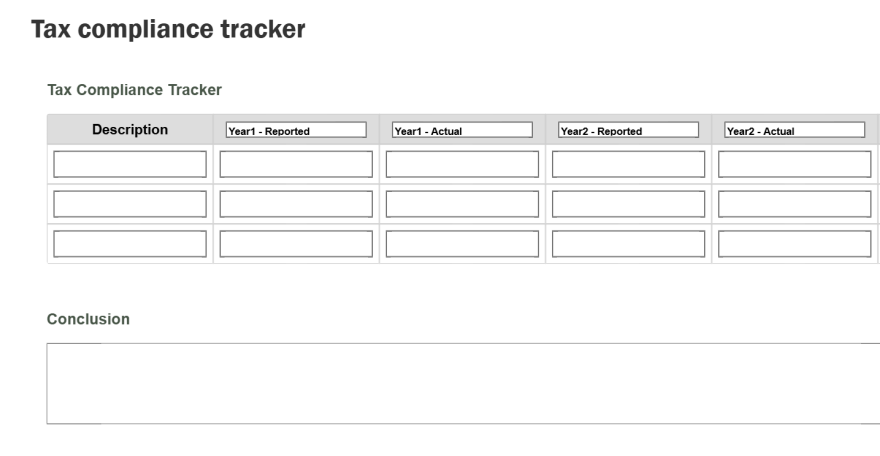 Tax compliance tracker
Tax Compliance Tracker
Description Year1 - Reported Year1 - Actual Year2 - Reported Year2 - Actual
Conclusion